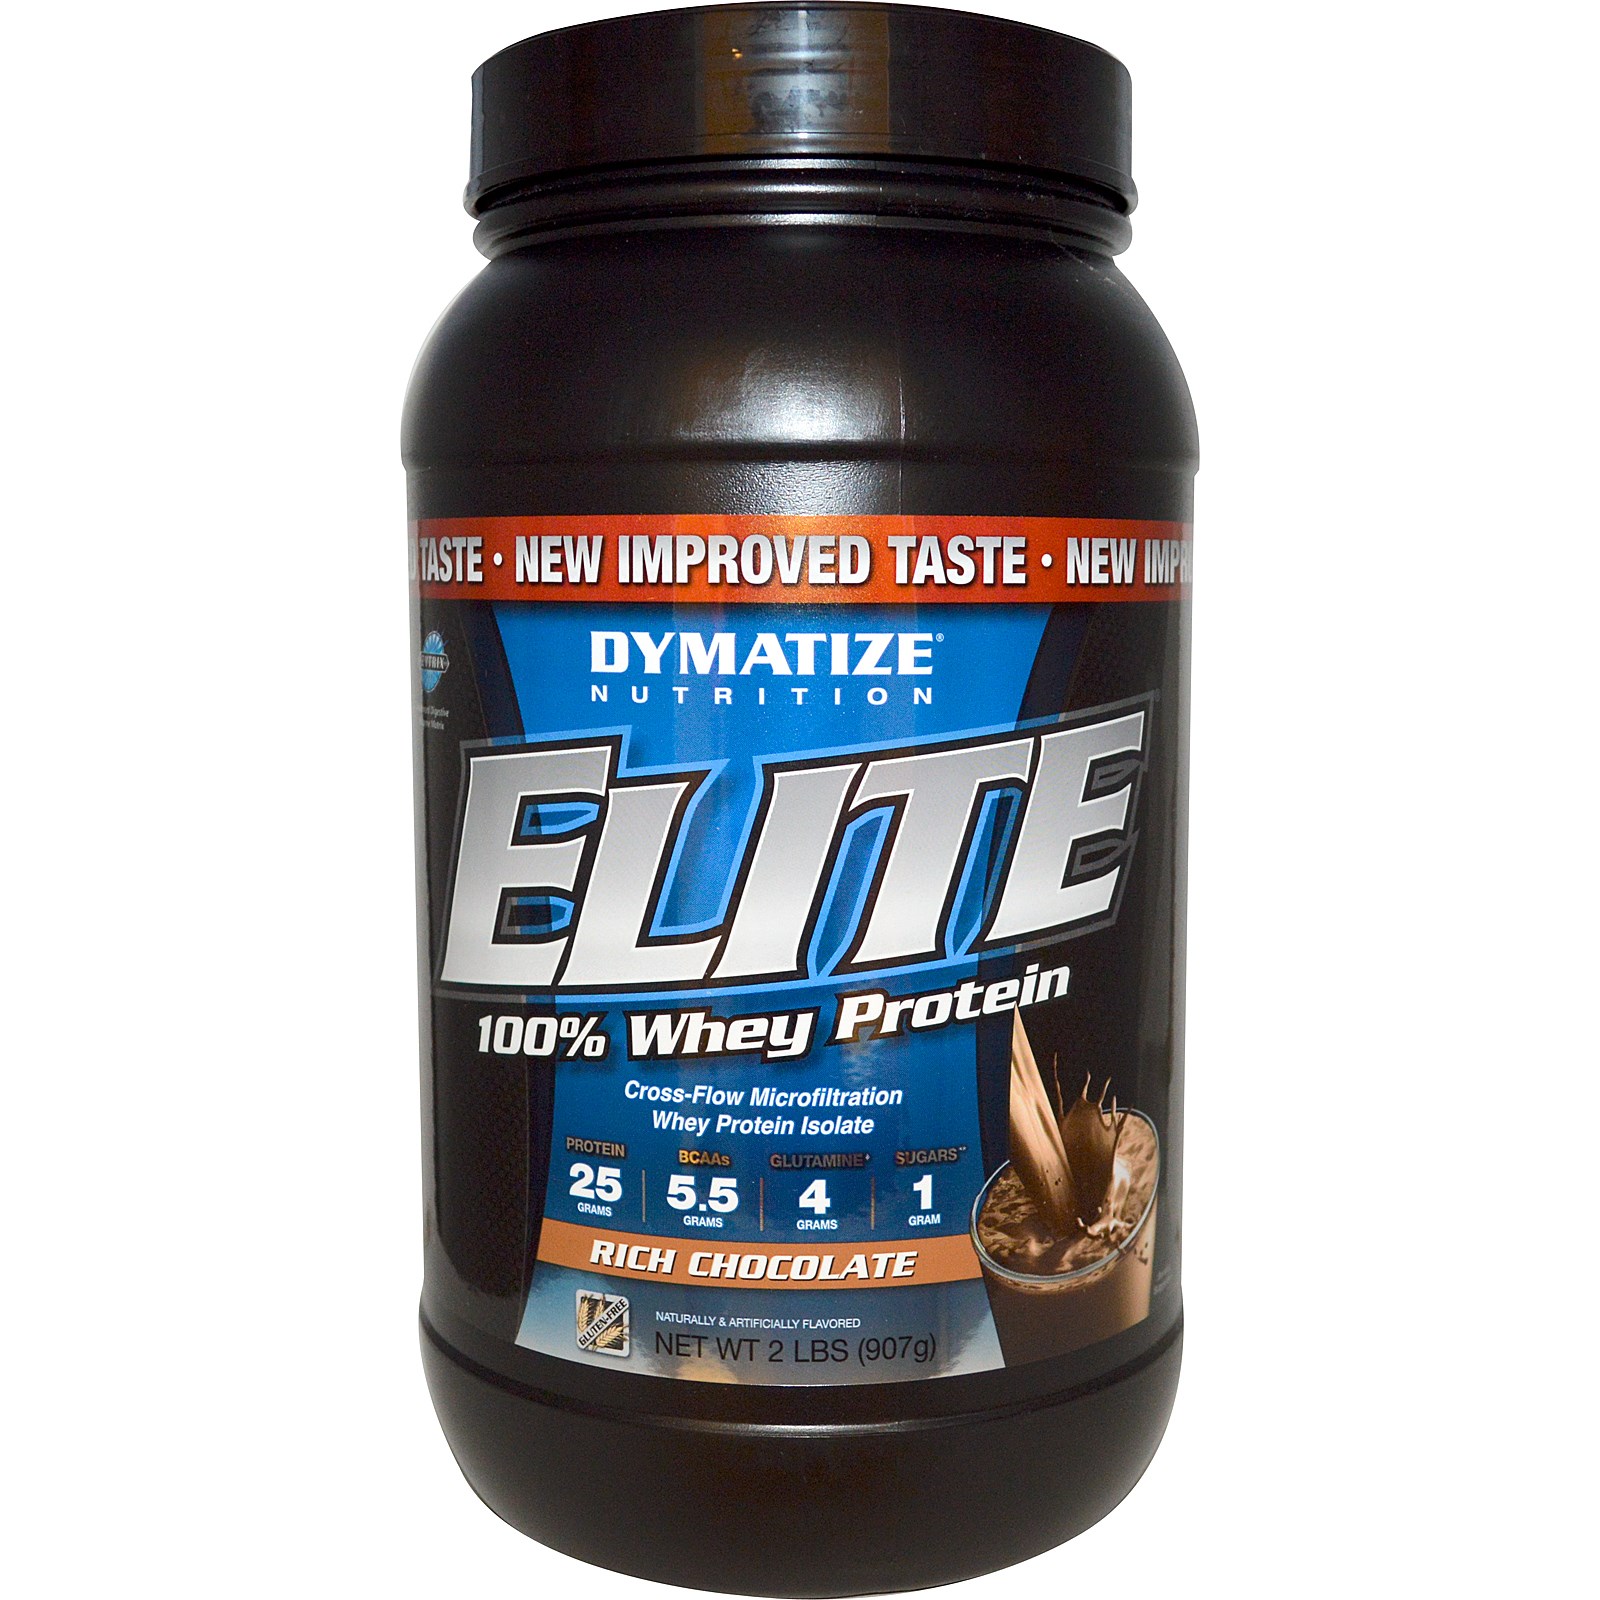 TASTE • NEW IMPROVED TASTE • NEW
DYMATIZE®
NUTRITION
ELITE
100% Whey Protein
Cross-Flow Microfiltration
Whey Protein Isolate
PROTEIN BCAAs GLUTAMINE+ SUGARS**
25 5.5 4 1
GRAMS GRAMS GRAMS GRAM
RICH CHOCOLATE
GLUTEN-FREE
NATURALLY & ARTIFICIALLY FLAVORED
NET WT 2 LBS (907g)